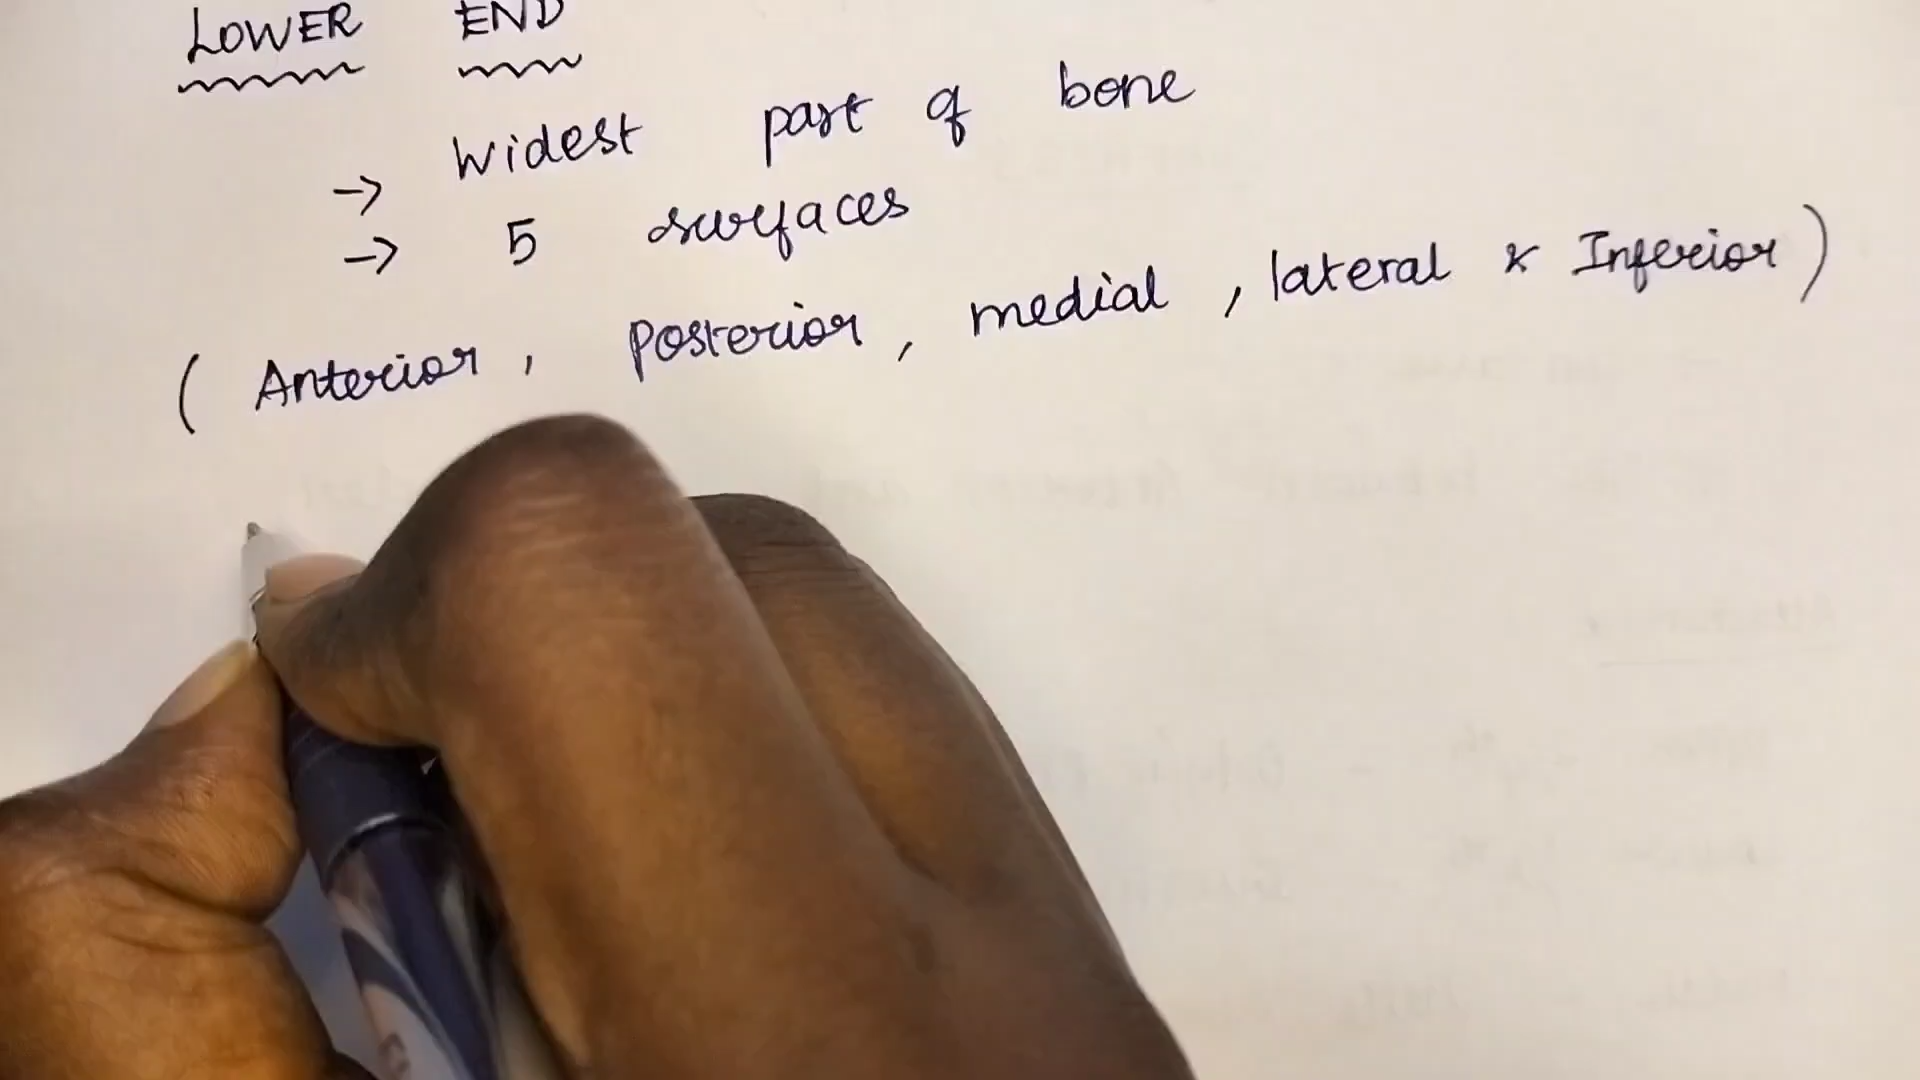 LOWER END
→ Widest part of bone
→ 5 surfaces
( Anterior , Posterior , medial , lateral & Inferior )